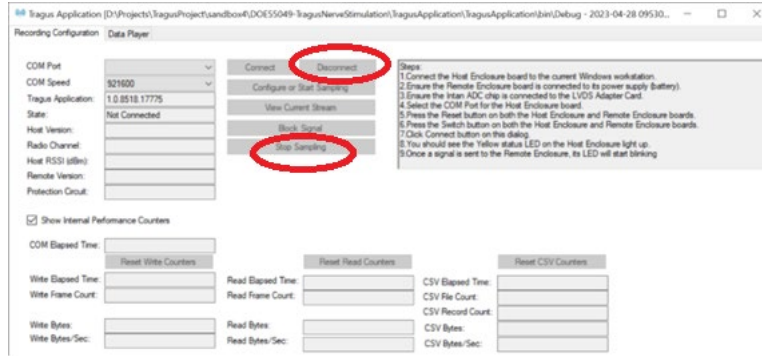 Tragus Application [D:\Projects\TragusProject\sandbox4\DOE55049-TragusNerveStimulation\TragusApplication\TragusApplication\bin\Debug - 2023-04-28 09530...
Recording Configuration Data Player
COM Port
COM Speed 921600
Tragus Application: 1.0.8518.17775
State: Not Connected
Host Version:
Radio Channel:
Host RSSI (dBm):
Remote Version:
Protection Circuit:
Connect Disconnect
Configure or Start Sampling
View Current Stream
Block Signal
Stop Sampling
Steps:
1.Connect the Host Enclosure board to the current Windows workstation.
2.Ensure the Remote Enclosure board is connected to its power supply (battery).
3.Ensure the Intan ADC chip is connected to the LVDS Adapter Card.
4.Select the COM Port for the Host Enclosure board.
5.Press the Reset button on both the Host Enclosure and Remote Enclosure boards.
6.Press the Switch button on both the Host Enclosure and Remote Enclosure boards.
7.Click Connect button on this dialog.
8.You should see the Yellow status LED on the Host Enclosure light up.
9.Once a signal is sent to the Remote Enclosure, its LED will start blinking
Show Internal Performance Counters
COM Elapsed Time:
Reset Write Counters Reset Read Counters Reset CSV Counters
Write Elapsed Time: Read Elapsed Time: CSV Elapsed Time:
Write Frame Count: Read Frame Count: CSV File Count:
CSV Record Count:
Write Bytes: Read Bytes: CSV Bytes:
Write Bytes/Sec: Read Bytes/Sec: CSV Bytes/Sec: